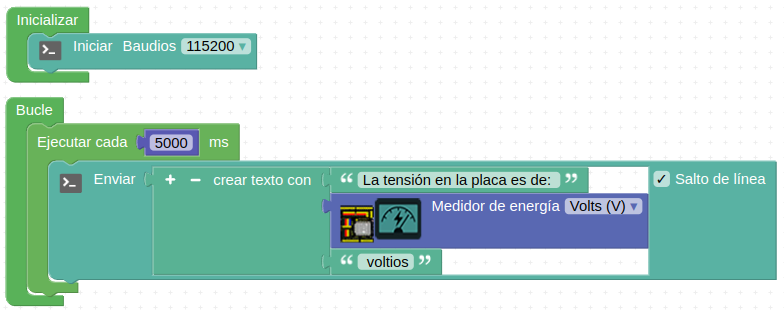 Inicializar
Iniciar Baudios 115200
Bucle
Ejecutar cada 5000 ms
Enviar + − crear texto con “ La tensión en la placa es de: ” ✓ Salto de línea
Medidor de energía Volts (V)
“ voltios ”